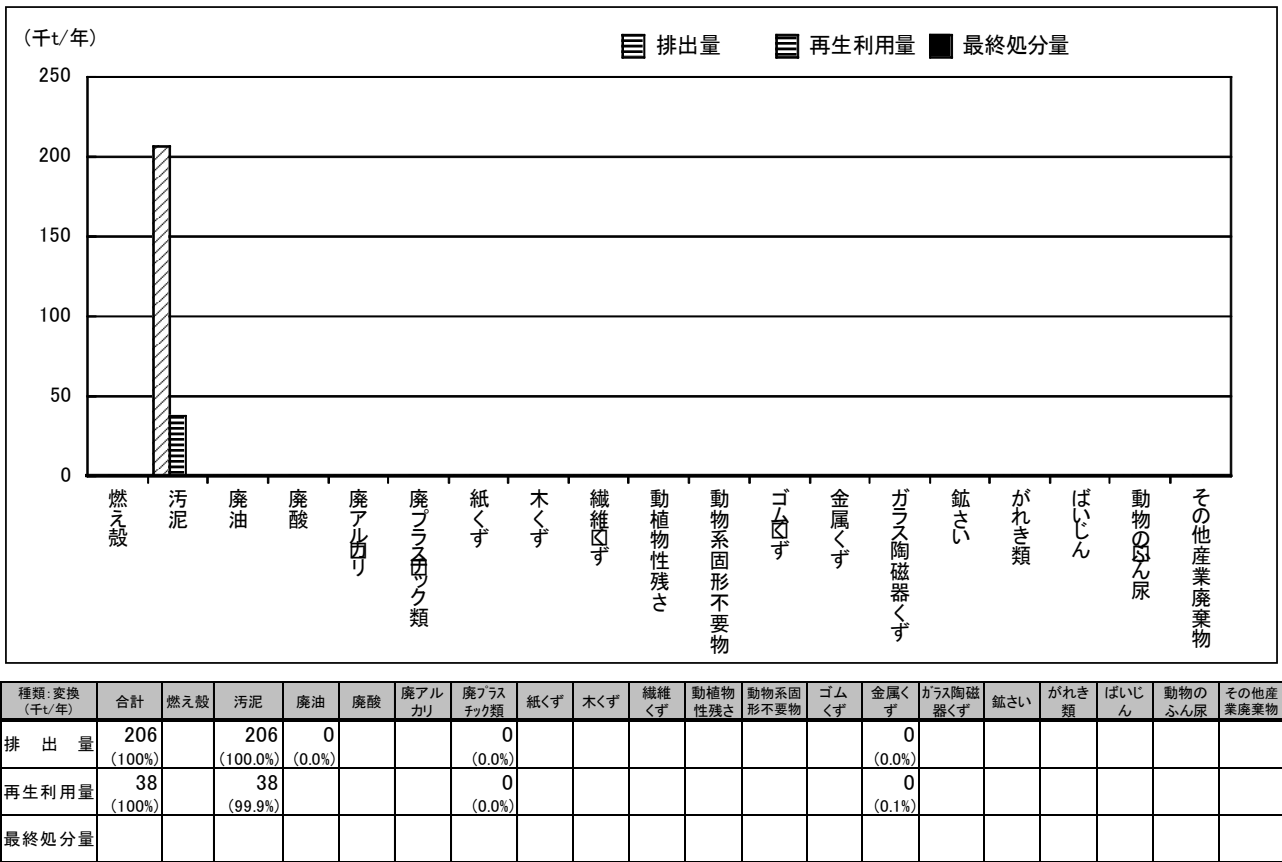 (千t/年)
排出量 再生利用量 最終処分量
250
200
150
100
50
0
燃え殻
汚泥
廃油
廃酸
廃アルカリ
廃プラスチック類
紙くず
木くず
繊維くず
動植物性残さ
動物系固形不要物
ゴムくず
金属くず
ガラス陶磁器くず
鉱さい
がれき類
ばいじん
動物のふん尿
その他産業廃棄物
種類:変換 (千t/年) 合計 燃え殻 汚泥 廃油 廃酸 廃アルカリ 廃プラスチック類 紙くず 木くず 繊維くず 動植物性残さ 動物系固形不要物 ゴムくず 金属くず ガラス陶磁器くず 鉱さい がれき類 ばいじん 動物のふん尿 その他産業廃棄物
排出量 206 206 0 0 0
(100%) (100.0%) (0.0%) (0.0%) (0.0%)
再生利用量 38 38 0 0
(100%) (99.9%) (0.0%) (0.1%)
最終処分量